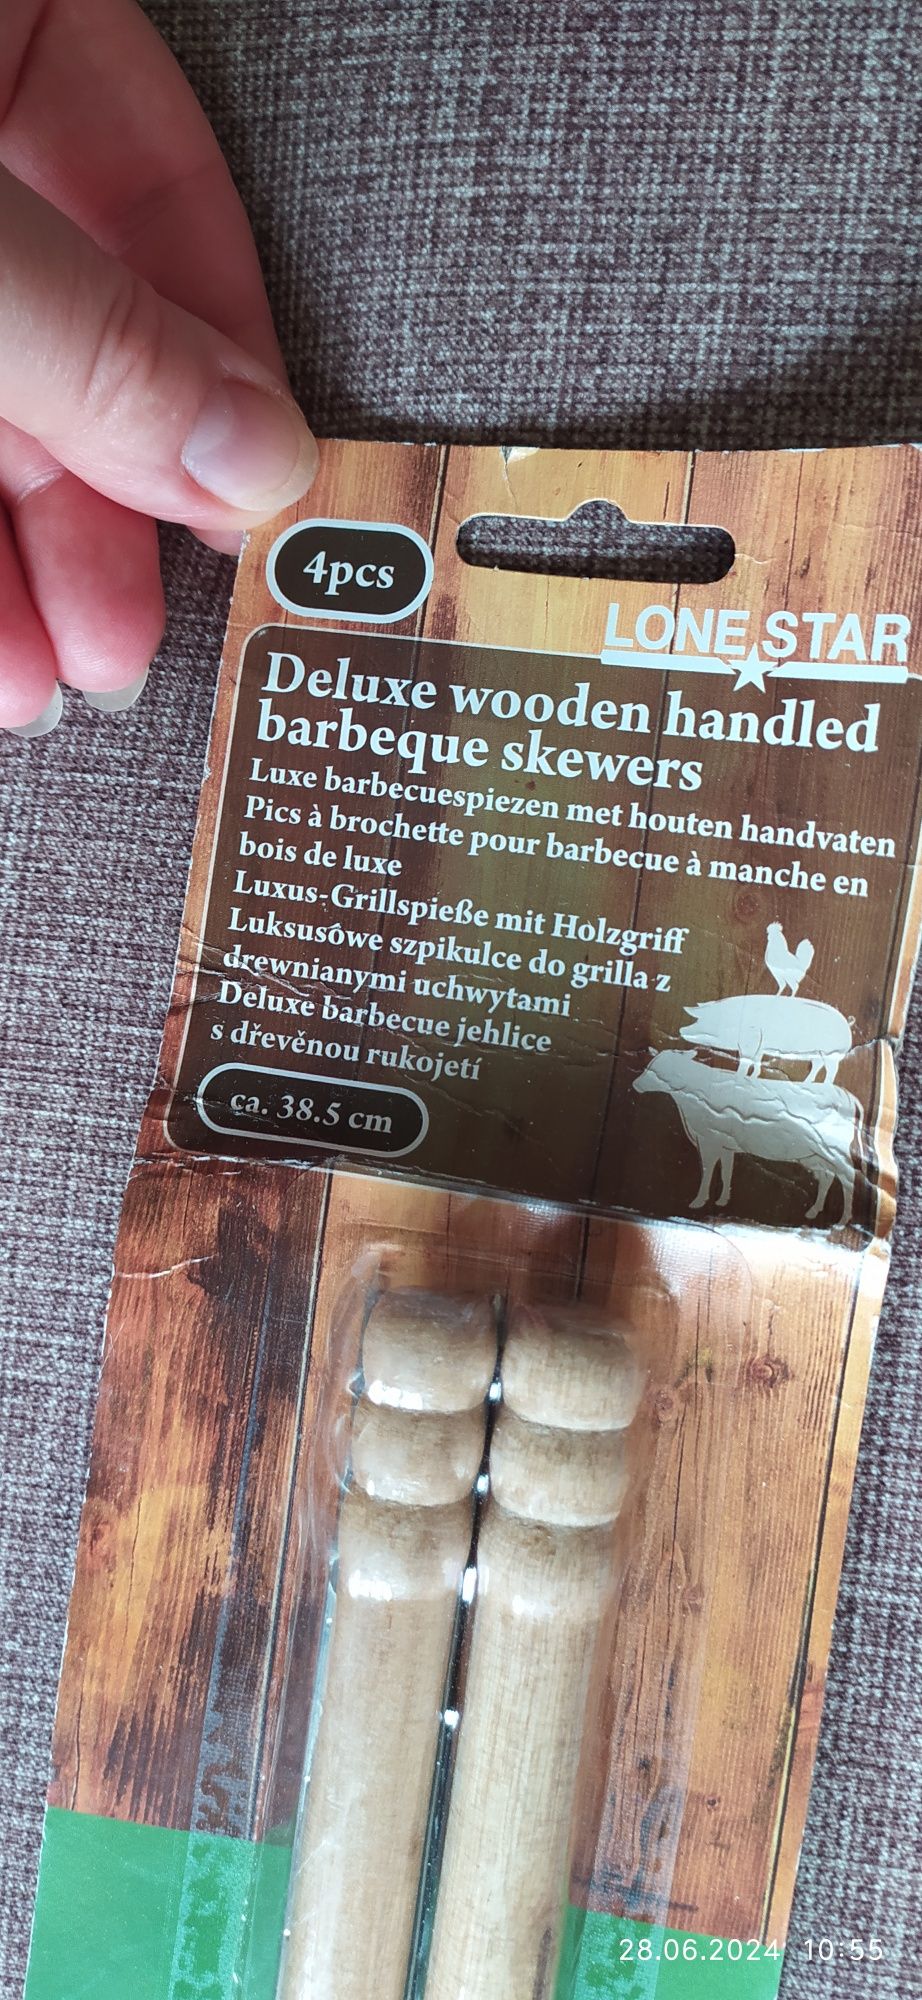 4pcs
LONE STAR
Deluxe wooden handled
barbeque skewers
Luxe barbecuespiezen met houten handvaten
Pics à brochette pour barbecue à manche en
bois de luxe
Luxus-Grillspieße mit Holzgriff
Luksusówe szpikulce do grilla z
drewnianymi uchwytami
Deluxe barbecue jehlice
s dřevěnou rukojetí
ca. 38.5 cm
28.06.2024 10:55